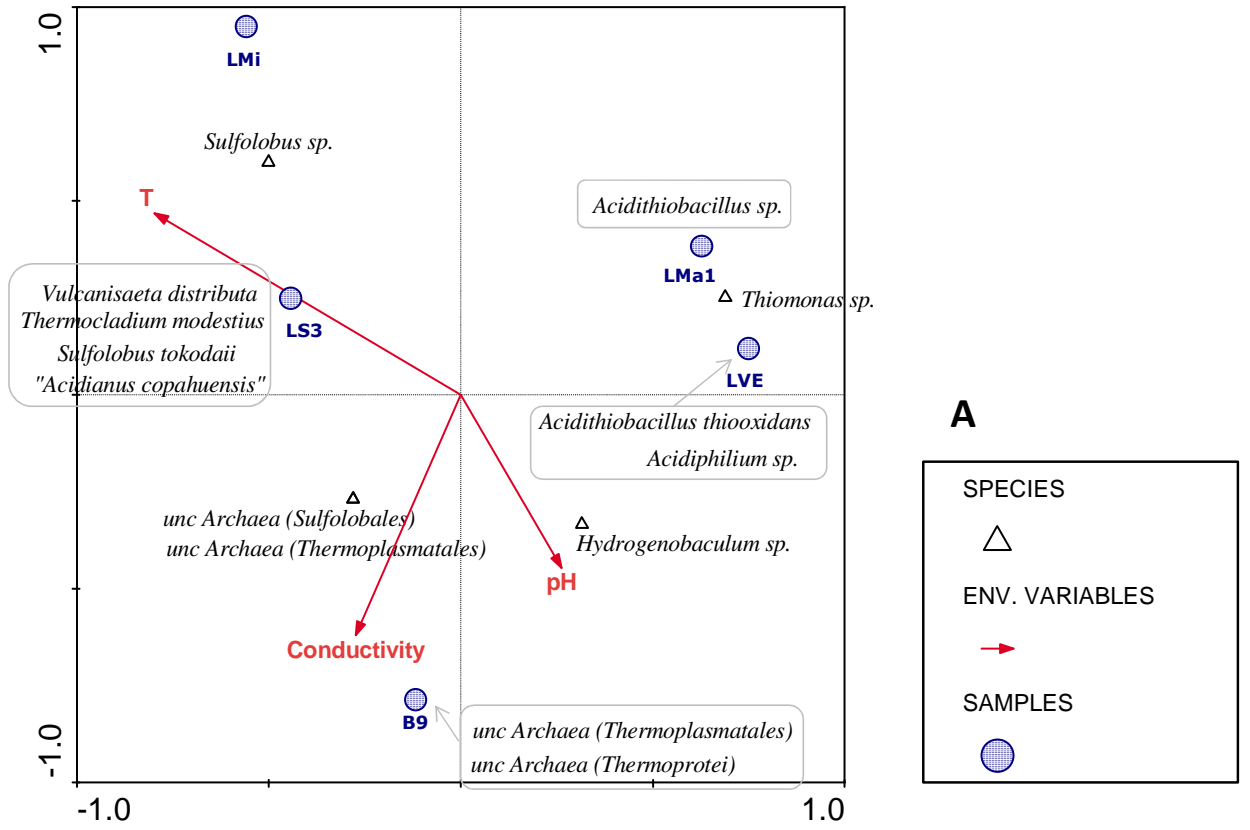 1.0
LMi
Sulfolobus sp.
T
Acidithiobacillus sp.
LMa1
Thiomonas sp.
Vulcanisaeta distributa
Thermocladium modestius
Sulfolobus tokodaii
"Acidianus copahuensis"
LS3
LVE
Acidithiobacillus thiooxidans
Acidiphilium sp.
unc Archaea (Sulfolobales)
unc Archaea (Thermoplasmatales)
Hydrogenobaculum sp.
pH
Conductivity
B9
unc Archaea (Thermoplasmatales)
unc Archaea (Thermoprotei)
-1.0
-1.0
1.0
A
SPECIES
ENV. VARIABLES
SAMPLES